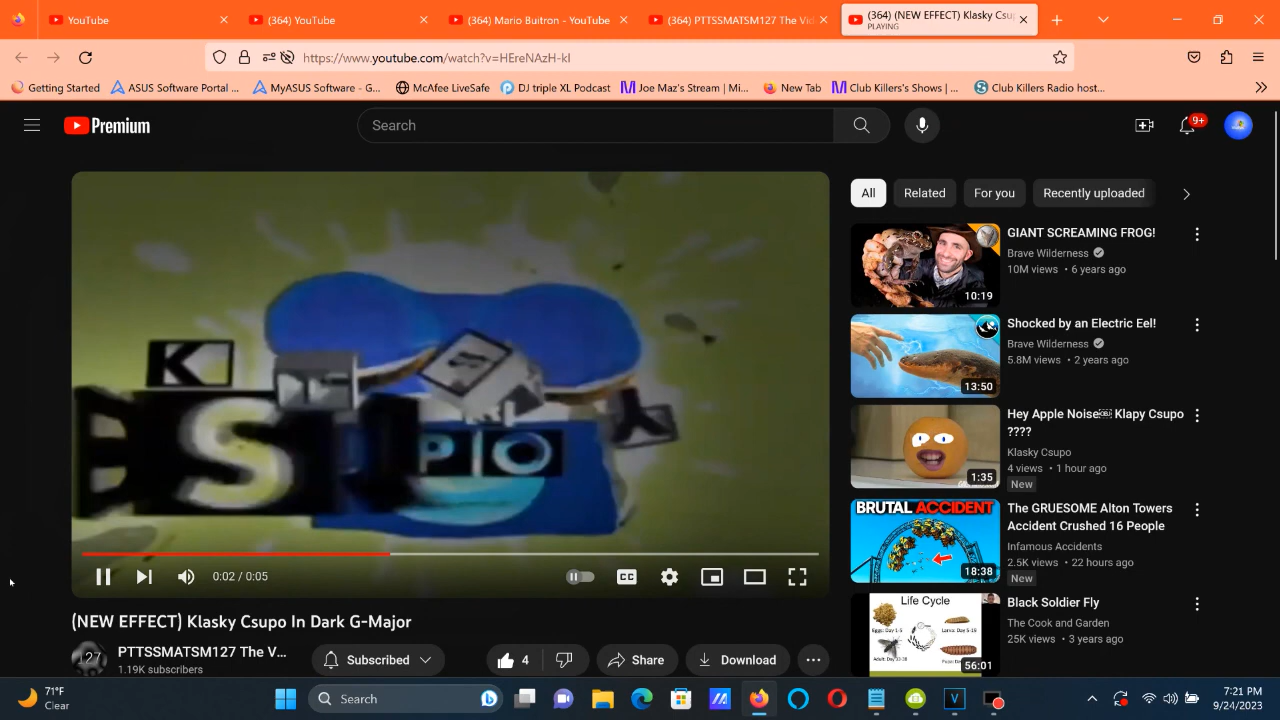 YouTube
(364) YouTube
(364) Mario Buitron - YouTube
(364) PTTSSMATSM127 The Vid
(364) (NEW EFFECT) Klasky Csup
PLAYING
https://www.youtube.com/watch?v=HEreNAzH-kI
Getting Started
ASUS Software Portal ...
MyASUS Software - G...
McAfee LiveSafe
DJ triple XL Podcast
Joe Maz's Stream | Mi...
New Tab
Club Killers's Shows | ...
Club Killers Radio host...
Premium
Search
9+
All
Related
For you
Recently uploaded
K
S
PO
GIANT SCREAMING FROG!
Brave Wilderness
10M views • 6 years ago
10:19
Shocked by an Electric Eel!
Brave Wilderness
5.8M views • 2 years ago
13:50
Hey Apple Noise Klapy Csupo
????
Klasky Csupo
4 views • 1 hour ago
New
1:35
BRUTAL ACCIDENT
The GRUESOME Alton Towers
Accident Crushed 16 People
Infamous Accidents
2.5K views • 22 hours ago
New
18:38
Life Cycle
Black Soldier Fly
The Cook and Garden
25K views • 3 years ago
56:01
0:02 / 0:05
CC
(NEW EFFECT) Klasky Csupo In Dark G-Major
127
PTTSSMATSM127 The V...
1.19K subscribers
Subscribed
Share
Download
71°F
Clear
Search
7:21 PM
9/24/2023